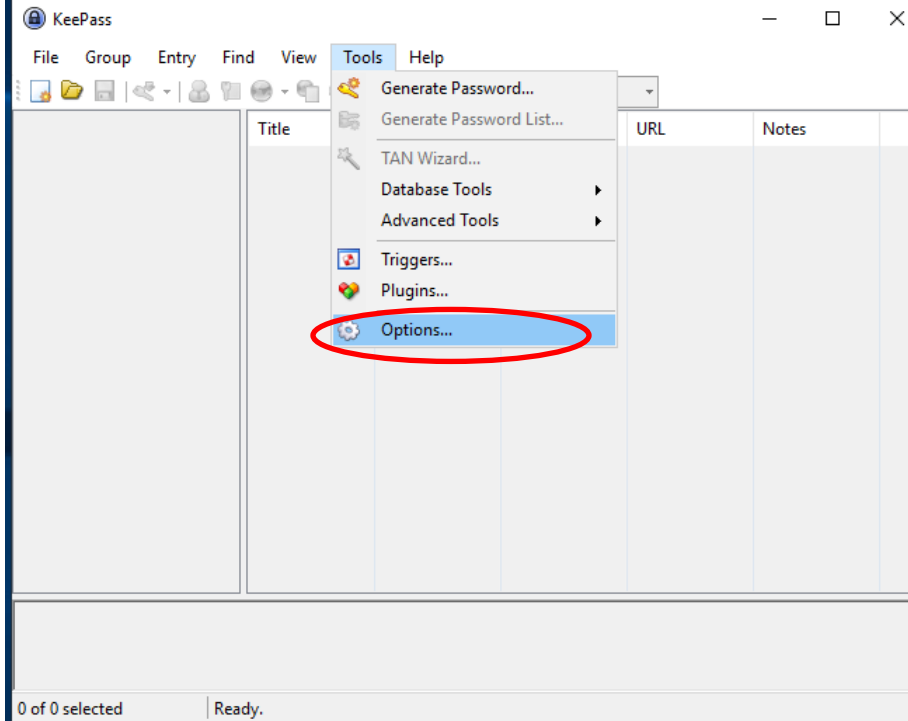 KeePass
File Group Entry Find View Tools Help
Generate Password...
Generate Password List...
TAN Wizard...
Database Tools
Advanced Tools
Triggers...
Plugins...
Options...
Title URL Notes
0 of 0 selected Ready.